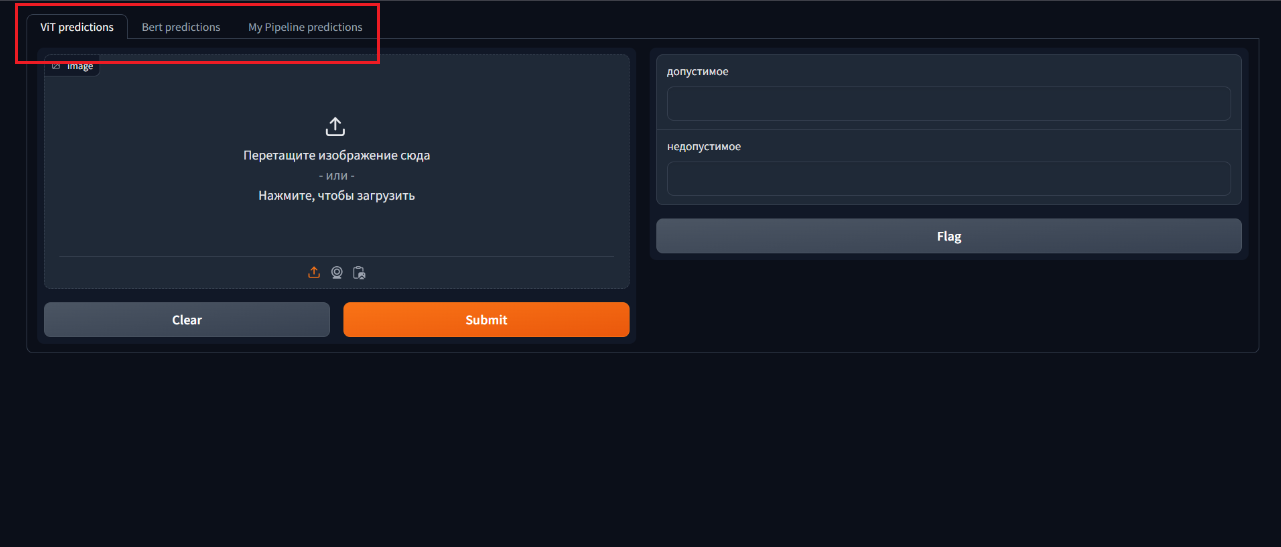 ViT predictions
Bert predictions
My Pipeline predictions
Image
Перетащите изображение сюда
- или -
Нажмите, чтобы загрузить
Clear
Submit
допустимое
недопустимое
Flag